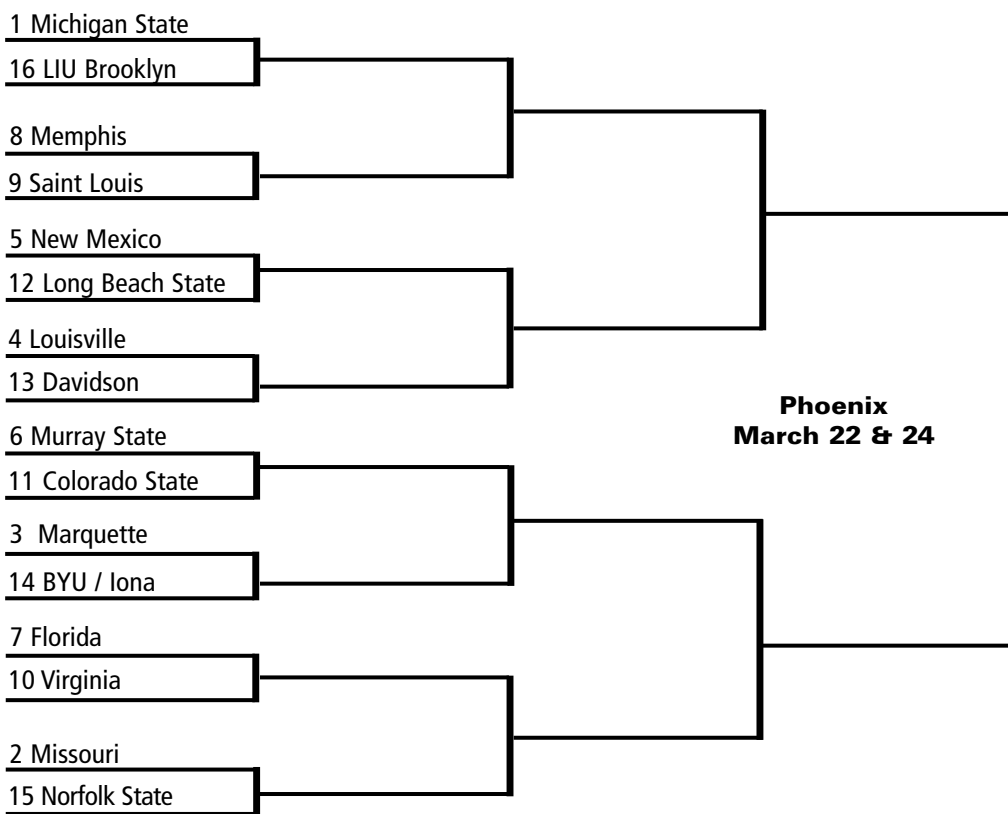 1 Michigan State
16 LIU Brooklyn
8 Memphis
9 Saint Louis
5 New Mexico
12 Long Beach State
4 Louisville
13 Davidson
6 Murray State
11 Colorado State
3 Marquette
14 BYU / Iona
7 Florida
10 Virginia
2 Missouri
15 Norfolk State
Phoenix
March 22 & 24